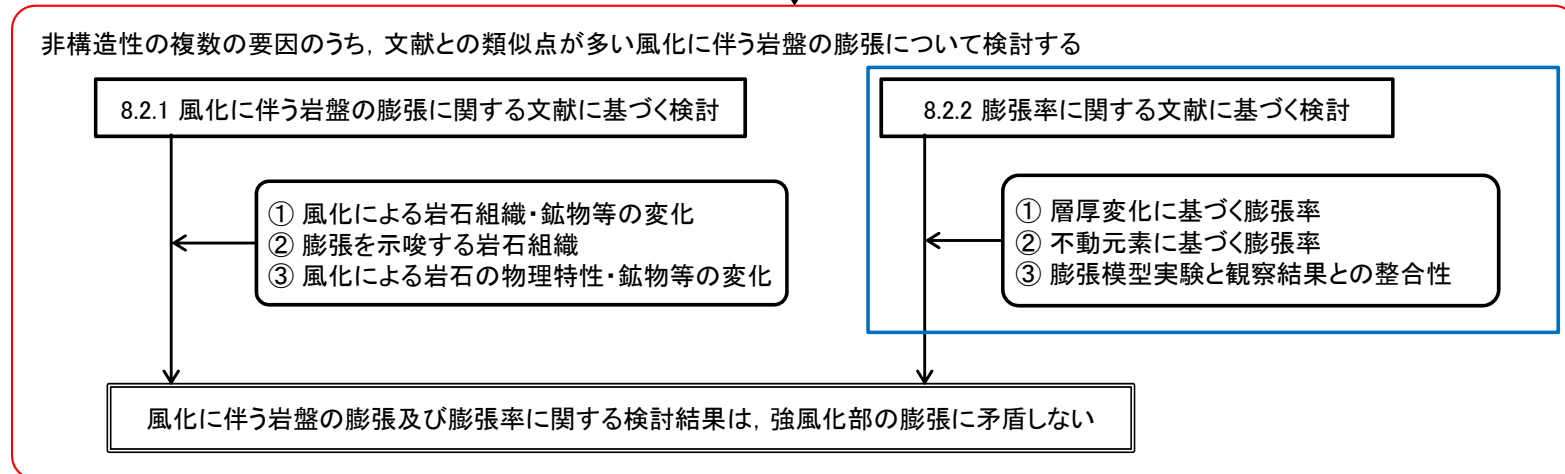 非構造性の複数の要因のうち，文献との類似点が多い風化に伴う岩盤の膨張について検討する
8.2.1 風化に伴う岩盤の膨張に関する文献に基づく検討
① 風化による岩石組織・鉱物等の変化
② 膨張を示唆する岩石組織
③ 風化による岩石の物理特性・鉱物等の変化
8.2.2 膨張率に関する文献に基づく検討
① 層厚変化に基づく膨張率
② 不動元素に基づく膨張率
③ 膨張模型実験と観察結果との整合性
風化に伴う岩盤の膨張及び膨張率に関する検討結果は，強風化部の膨張に矛盾しない